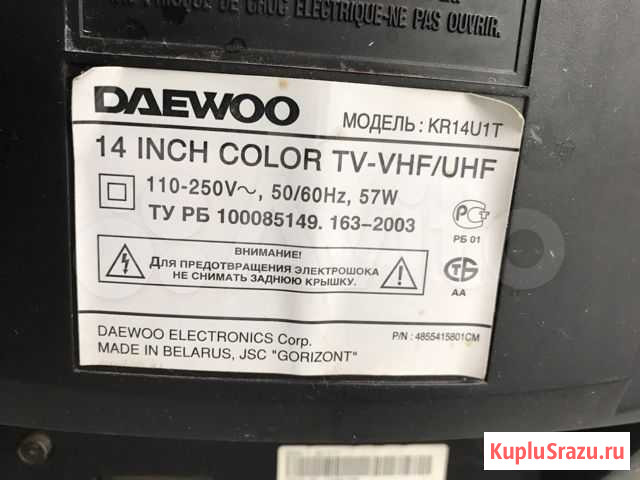 DE CHOC ELECTRIQUE-NE PAS OUVRIR.
DAEWOO
МОДЕЛЬ: KR14U1T
14 INCH COLOR TV-VHF/UHF
110-250V~, 50/60Hz, 57W
ТУ РБ 100085149. 163-2003
РБ 01
ВНИМАНИЕ!
ДЛЯ ПРЕДОТВРАЩЕНИЯ ЭЛЕКТРОШОКА
НЕ СНИМАТЬ ЗАДНЮЮ КРЫШКУ.
АА
DAEWOO ELECTRONICS Corp.
P/N : 4855415801CM
MADE IN BELARUS, JSC "GORIZONT"
Avito
KupluSrazu.ru